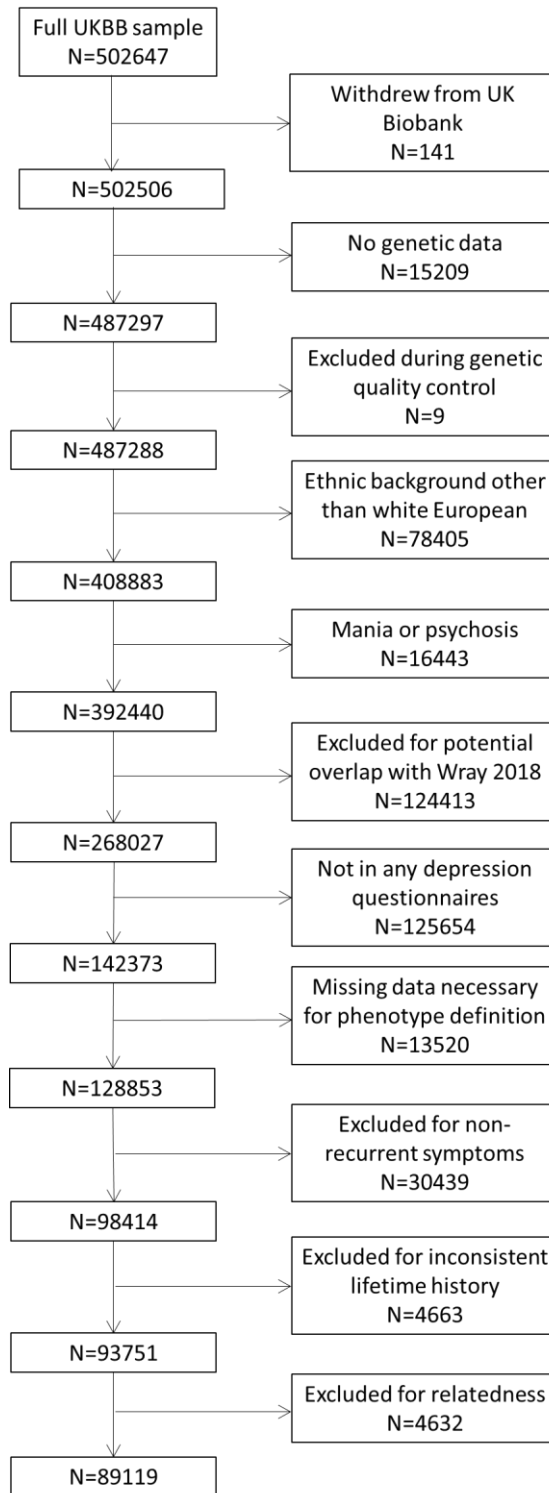 Full UKBB sample
N=502647
Withdrew from UK
Biobank
N=141
N=502506
No genetic data
N=15209
N=487297
Excluded during genetic
quality control
N=9
N=487288
Ethnic background other
than white European
N=78405
N=408883
Mania or psychosis
N=16443
N=392440
Excluded for potential
overlap with Wray 2018
N=124413
N=268027
Not in any depression
questionnaires
N=125654
N=142373
Missing data necessary
for phenotype definition
N=13520
N=128853
Excluded for non-
recurrent symptoms
N=30439
N=98414
Excluded for inconsistent
lifetime history
N=4663
N=93751
Excluded for relatedness
N=4632
N=89119